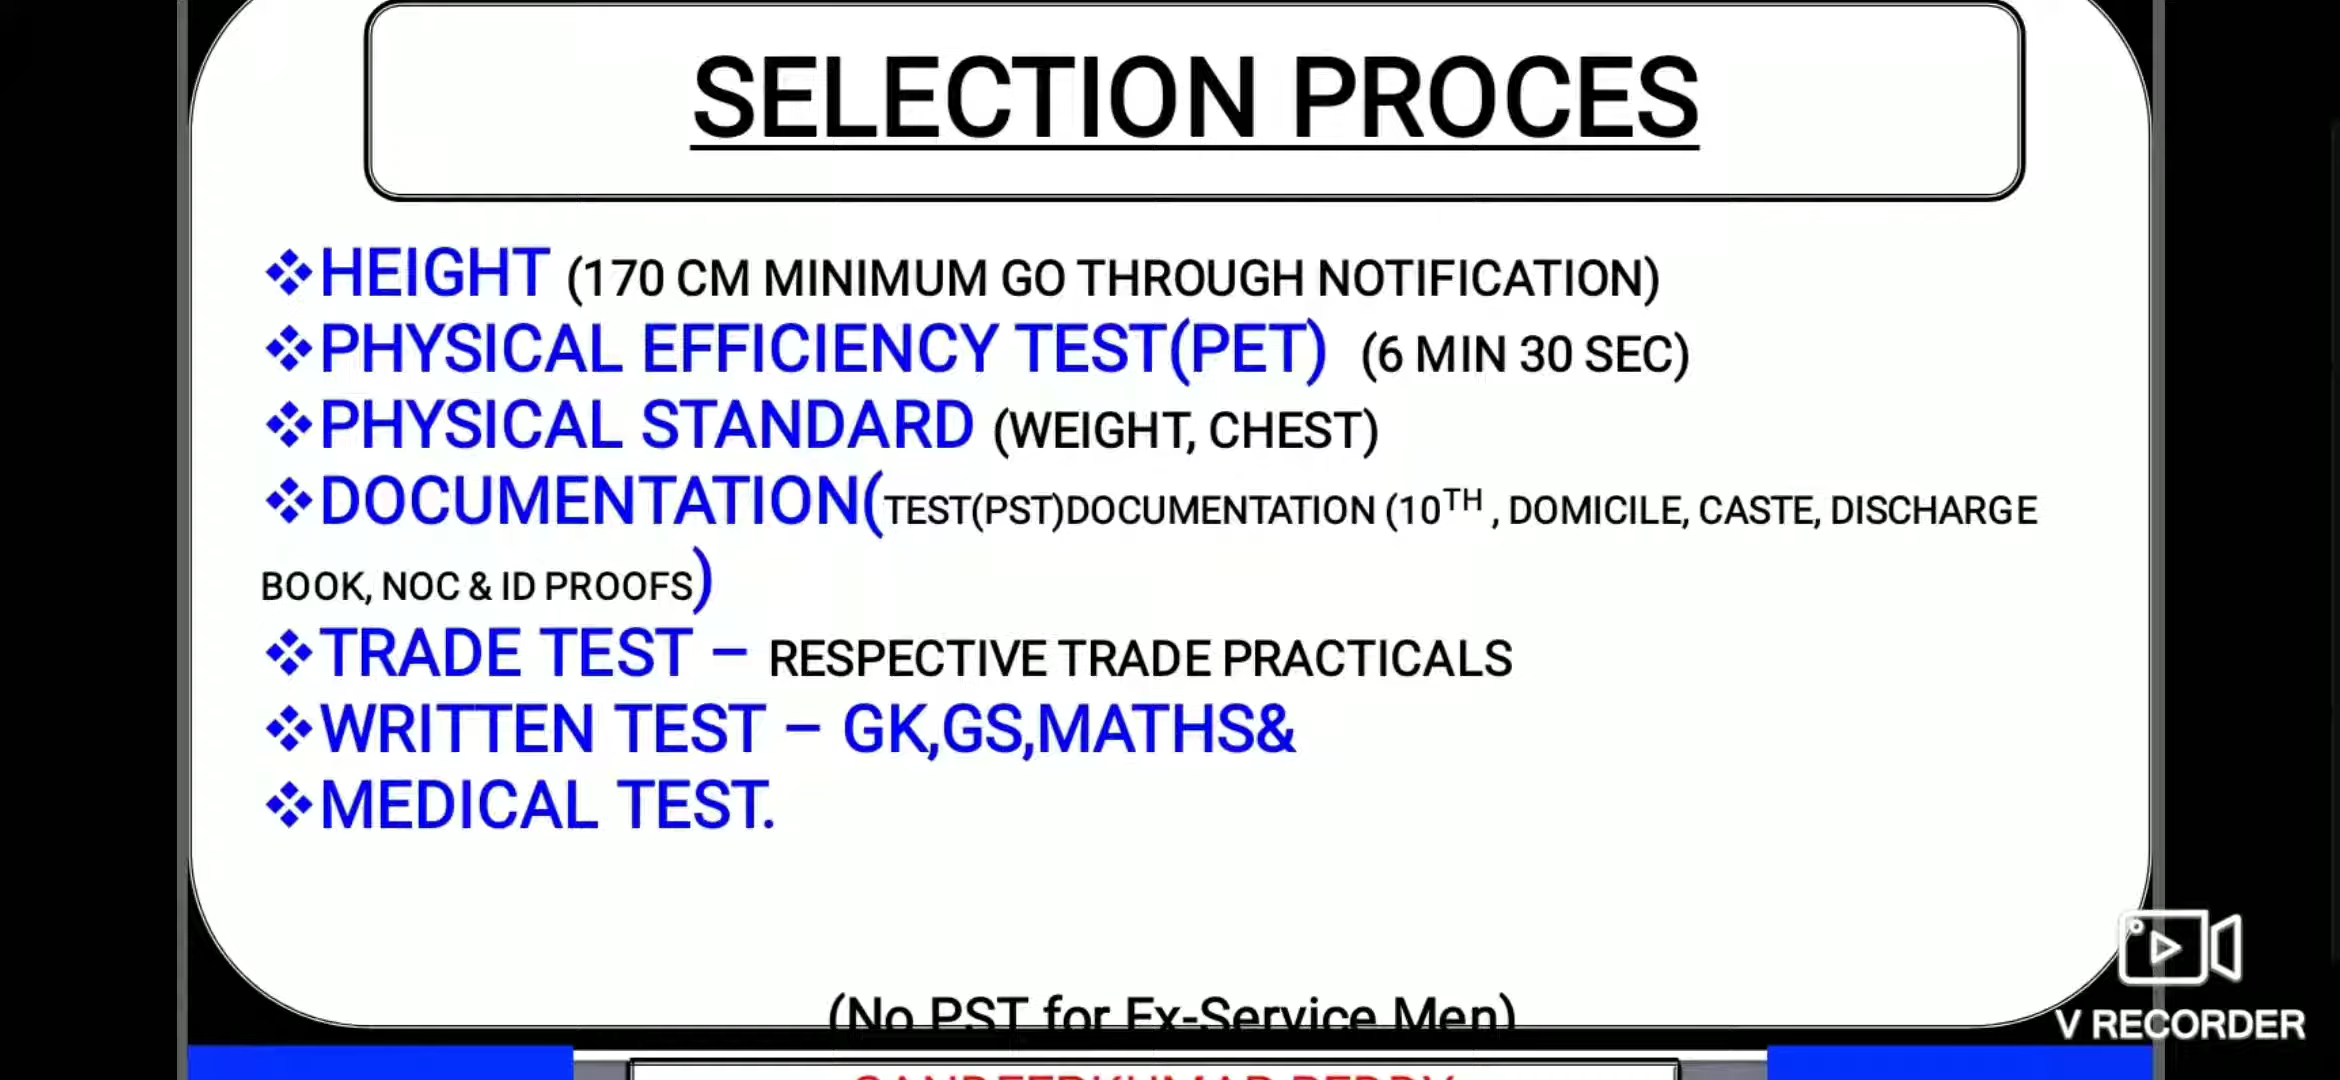 SELECTION PROCES
❖HEIGHT (170 CM MINIMUM GO THROUGH NOTIFICATION)
❖PHYSICAL EFFICIENCY TEST(PET) (6 MIN 30 SEC)
❖PHYSICAL STANDARD (WEIGHT, CHEST)
❖DOCUMENTATION(TEST(PST)DOCUMENTATION (10TH , DOMICILE, CASTE, DISCHARGE
BOOK, NOC & ID PROOFS)
❖TRADE TEST – RESPECTIVE TRADE PRACTICALS
❖WRITTEN TEST – GK,GS,MATHS&
❖MEDICAL TEST.
(No PST for Ex-Service Men)
V RECORDER